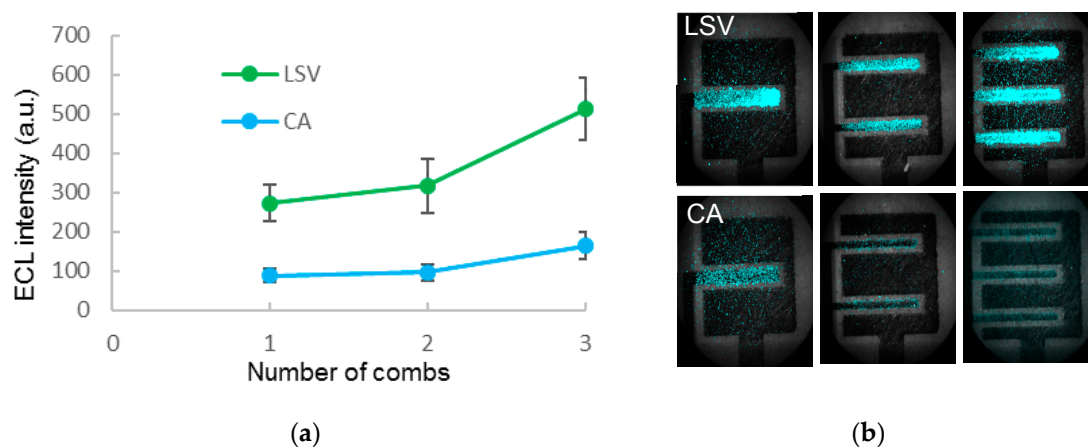 700
600
500
400
300
200
100
0
ECL intensity (a.u.)
LSV
CA
0
1
2
3
Number of combs
(a)
LSV
CA
(b)